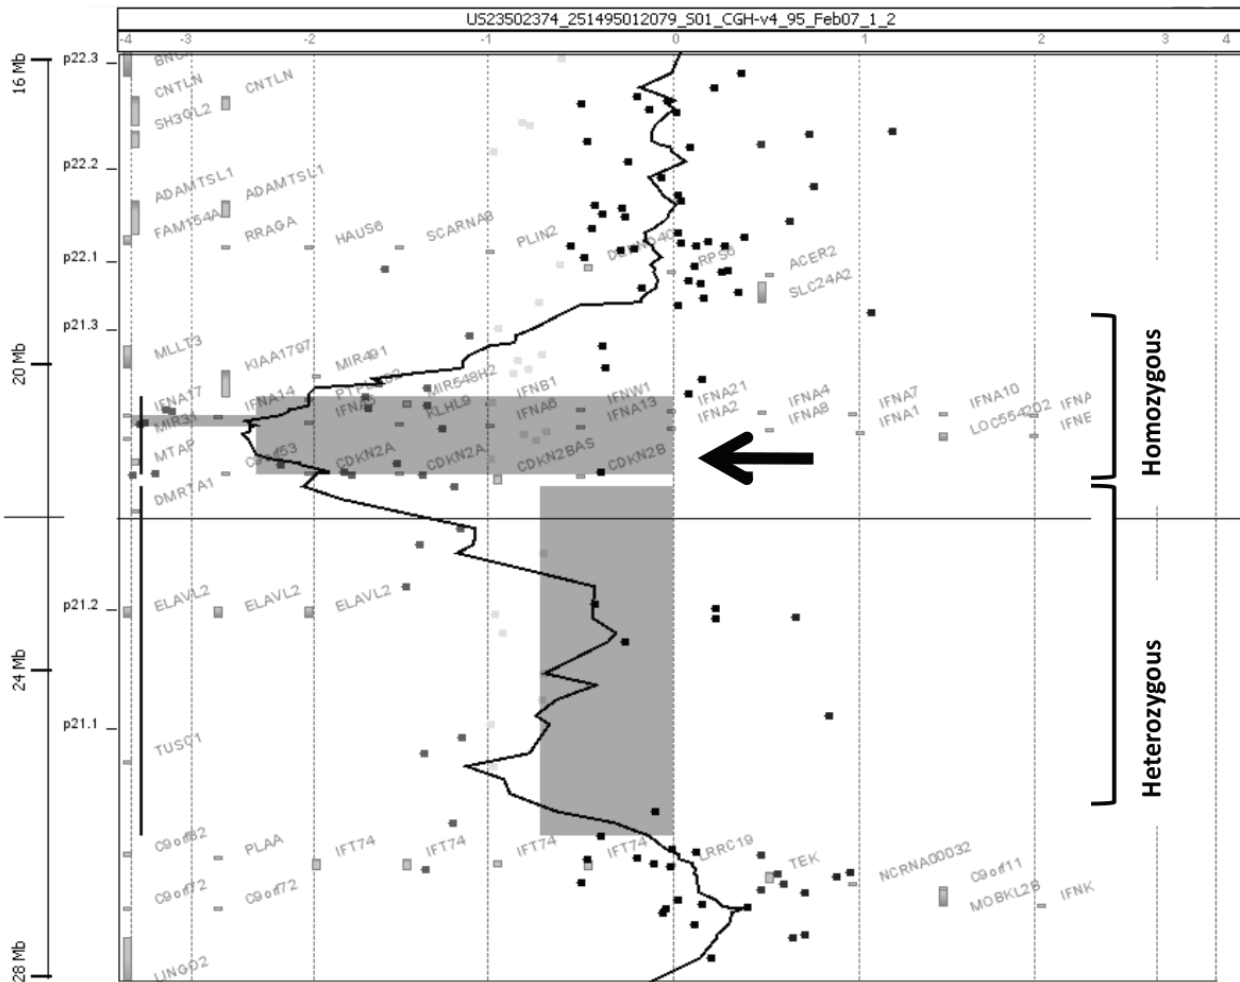 US23502374_251495012079_S01_CGH-v4_95_Feb07_1_2
-4 -3 -2 -1 0 1 2 3 4
16 Mb
p22.3
CNTLN CNTLN
SH3GL2
p22.2
ADAMTSL1 ADAMTSL1
FAM154A RRAGA HAUS6 SCARNA8 PLIN2 RPS6 ACER2
p22.1
SLC24A2
p21.3
20 Mb
MLLT3 KIAA1797 MIR491 MIR548H2 IFNB1 IFNW1 IFNA21 IFNA4 IFNA7 IFNA10 IFNA
IFNA17 IFNA14 KLHL9 IFNA6 IFNA13 IFNA2 IFNA8 IFNA1 LOC554202 IFNE
MIR31
MTAP CDKN2A CDKN2A CDKN2BAS CDKN2B
DMRTA1
Homozygous
p21.2
ELAVL2 ELAVL2 ELAVL2
24 Mb
p21.1
TUSC1
Heterozygous
C9orf82 PLAA IFT74 IFT74 IFT74 IFT74 LRRC19 TEK NCRNA00032 C9orf11
C9orf72 C9orf72 MOBKL2B IFNK
LINGO2
28 Mb